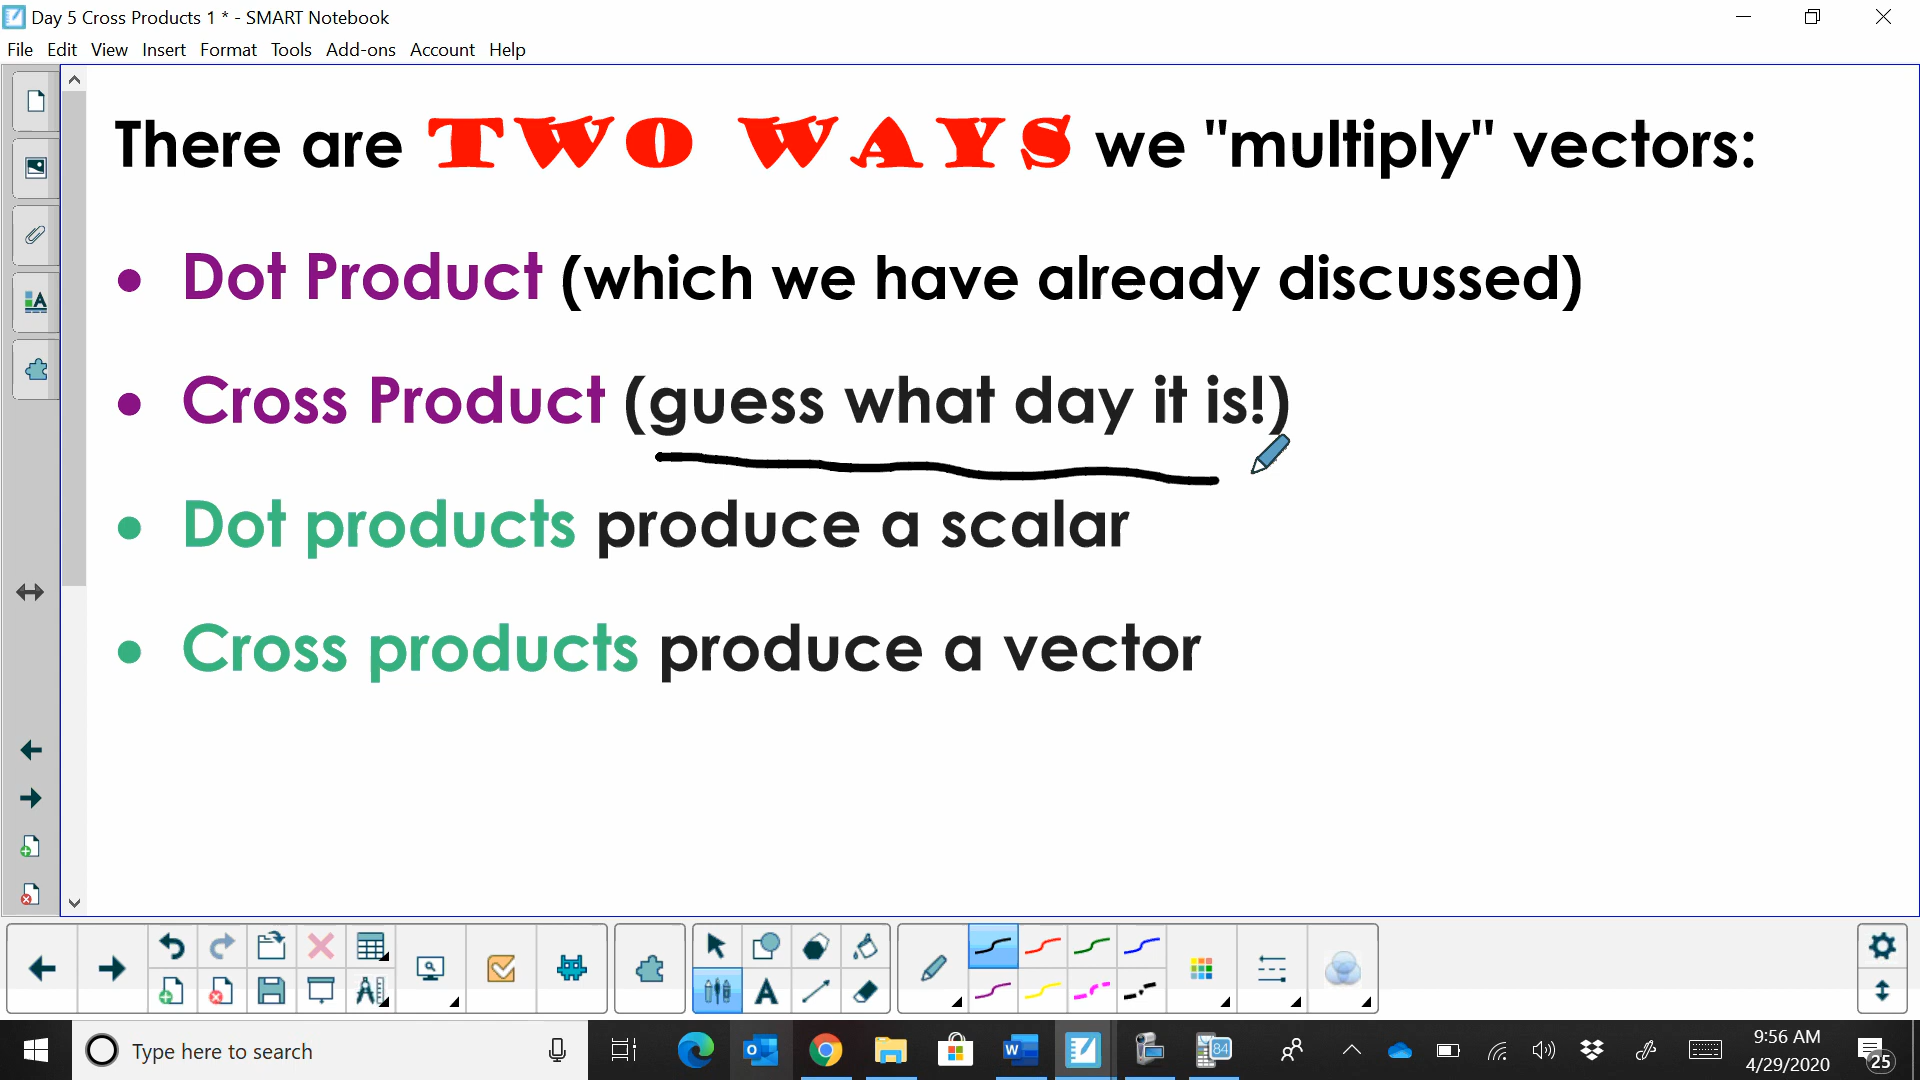 Day 5 Cross Products 1 * - SMART Notebook
File Edit View Insert Format Tools Add-ons Account Help
There are TWO WAYS we "multiply" vectors:
• Dot Product (which we have already discussed)
• Cross Product (guess what day it is!)
• Dot products produce a scalar
• Cross products produce a vector
Type here to search
84
9:56 AM
4/29/2020
25